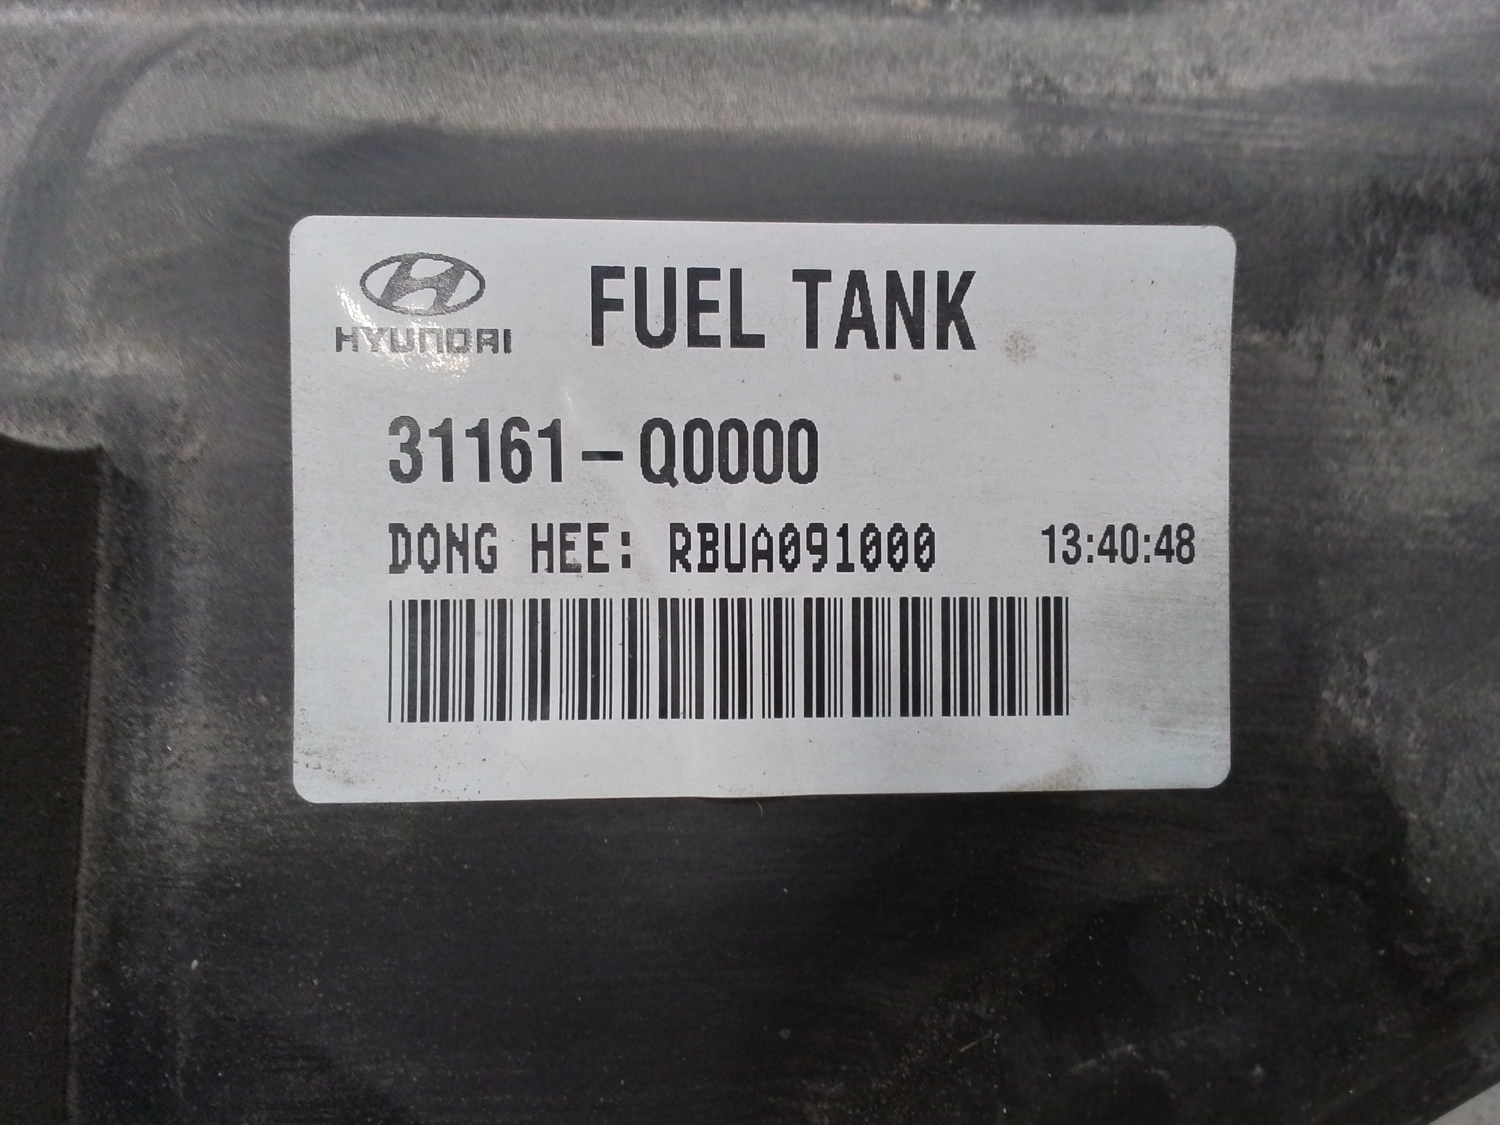 HYUNDAI
FUEL TANK
31161-Q0000
DONG HEE: RBUA091000 13:40:48